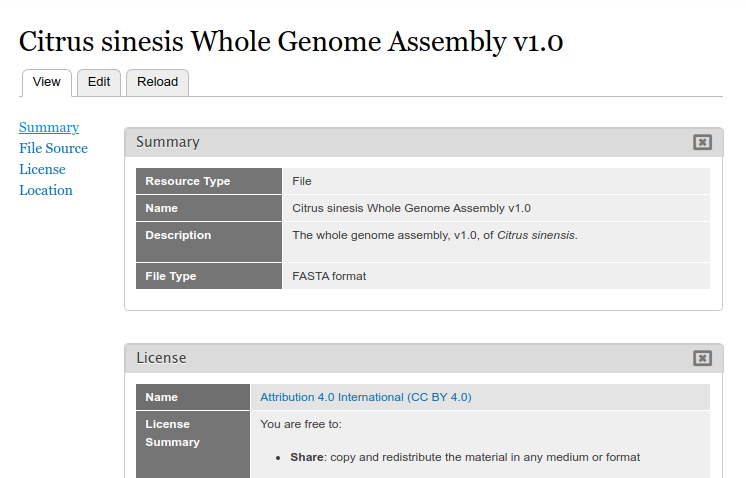 Citrus sinesis Whole Genome Assembly v1.0
View Edit Reload
Summary
File Source
License
Location
Summary
Resource Type File
Name Citrus sinesis Whole Genome Assembly v1.0
Description The whole genome assembly, v1.0, of Citrus sinensis.
File Type FASTA format
License
Name Attribution 4.0 International (CC BY 4.0)
License Summary You are free to:
• Share: copy and redistribute the material in any medium or format